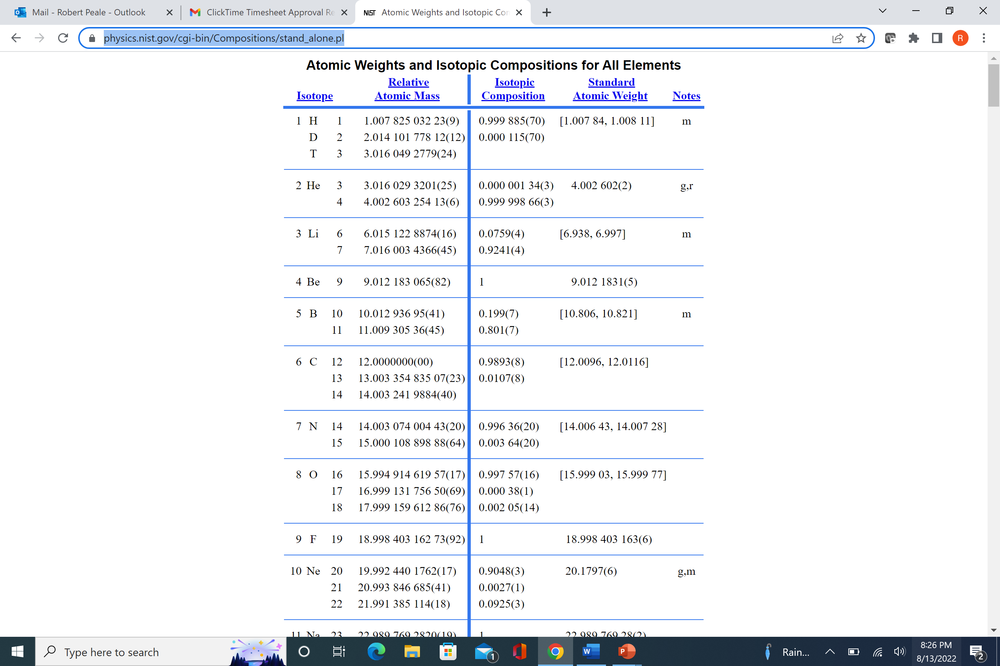 Mail - Robert Peale - Outlook
ClickTime Timesheet Approval Re
NIST Atomic Weights and Isotopic Con
physics.nist.gov/cgi-bin/Compositions/stand_alone.pl
R
Atomic Weights and Isotopic Compositions for All Elements
Isotope Relative Atomic Mass Isotopic Composition Standard Atomic Weight Notes
1 H 1 1.007 825 032 23(9) 0.999 885(70) [1.007 84, 1.008 11] m
D 2 2.014 101 778 12(12) 0.000 115(70)
T 3 3.016 049 2779(24)
2 He 3 3.016 029 3201(25) 0.000 001 34(3) 4.002 602(2) g,r
4 4.002 603 254 13(6) 0.999 998 66(3)
3 Li 6 6.015 122 8874(16) 0.0759(4) [6.938, 6.997] m
7 7.016 003 4366(45) 0.9241(4)
4 Be 9 9.012 183 065(82) 1 9.012 1831(5)
5 B 10 10.012 936 95(41) 0.199(7) [10.806, 10.821] m
11 11.009 305 36(45) 0.801(7)
6 C 12 12.0000000(00) 0.9893(8) [12.0096, 12.0116]
13 13.003 354 835 07(23) 0.0107(8)
14 14.003 241 9884(40)
7 N 14 14.003 074 004 43(20) 0.996 36(20) [14.006 43, 14.007 28]
15 15.000 108 898 88(64) 0.003 64(20)
8 O 16 15.994 914 619 57(17) 0.997 57(16) [15.999 03, 15.999 77]
17 16.999 131 756 50(69) 0.000 38(1)
18 17.999 159 612 86(76) 0.002 05(14)
9 F 19 18.998 403 162 73(92) 1 18.998 403 163(6)
10 Ne 20 19.992 440 1762(17) 0.9048(3) 20.1797(6) g,m
21 20.993 846 685(41) 0.0027(1)
22 21.991 385 114(18) 0.0925(3)
11 Na 23 22.989 769 2820(19) 1 22.989 769 28(2)
Type here to search
1
W
P
Rain...
8:26 PM
8/13/2022
2